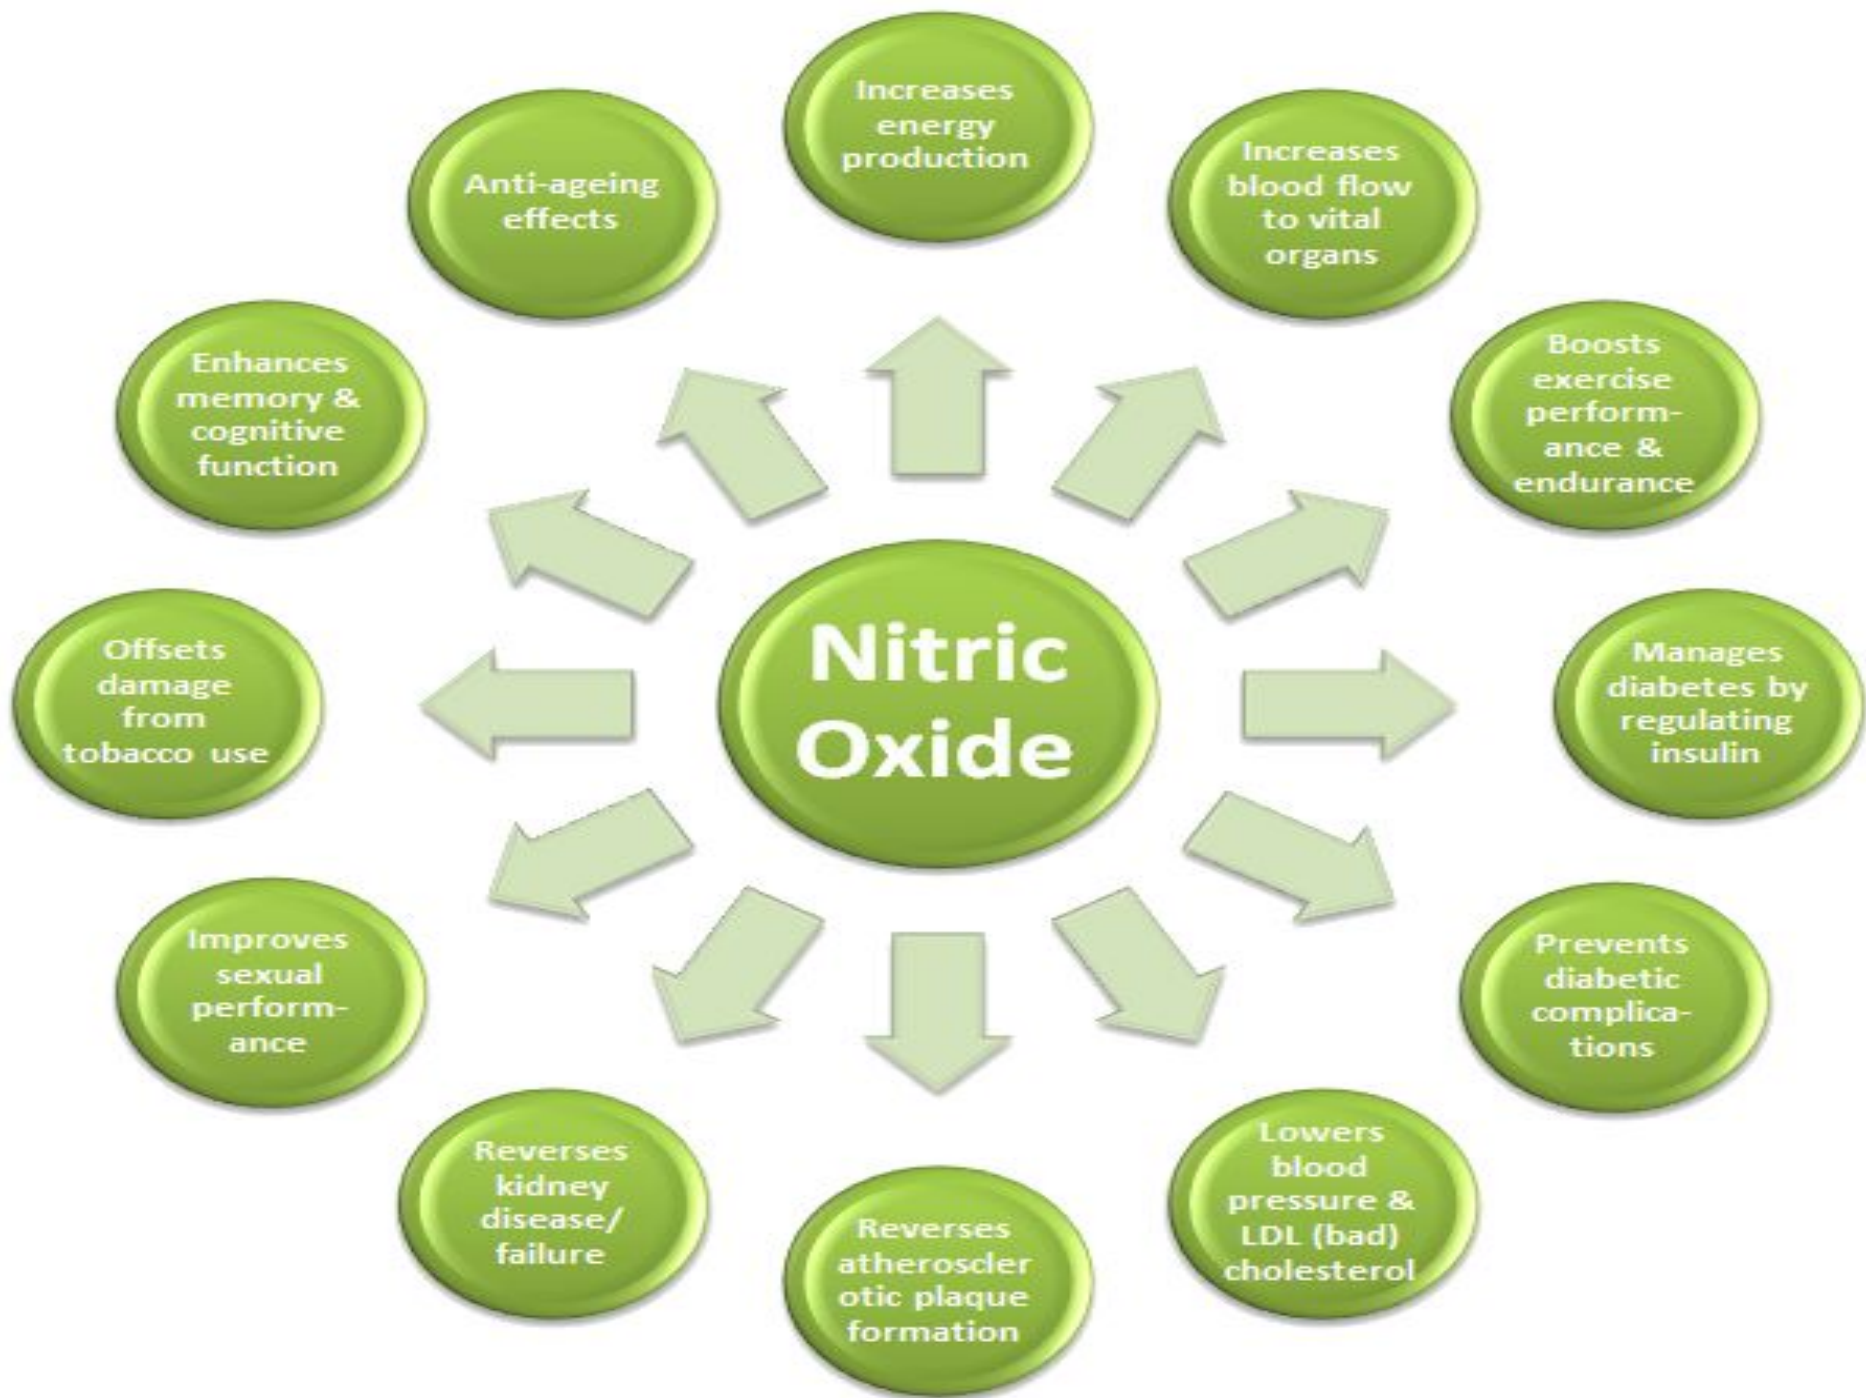 Increases
energy
production
Increases
blood flow
to vital
organs
Boosts
exercise
perform-
ance &
endurance
Manages
diabetes by
regulating
insulin
Prevents
diabetic
complica-
tions
Lowers
blood
pressure &
LDL (bad)
cholesterol
Reverses
atheroscler
otic plaque
formation
Reverses
kidney
disease/
failure
Improves
sexual
perform-
ance
Offsets
damage
from
tobacco use
Enhances
memory &
cognitive
function
Anti-ageing
effects
Nitric
Oxide